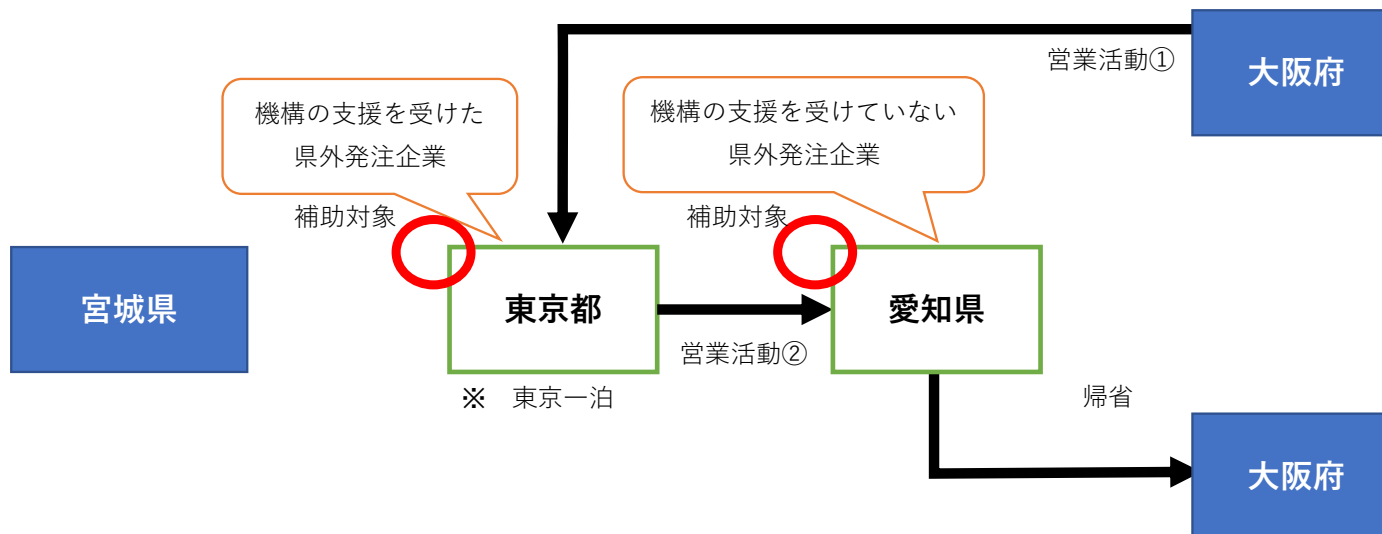 営業活動①
大阪府
機構の支援を受けた
県外発注企業
機構の支援を受けていない
県外発注企業
補助対象
補助対象
宮城県
東京都
愛知県
営業活動②
※　東京一泊
帰省
大阪府